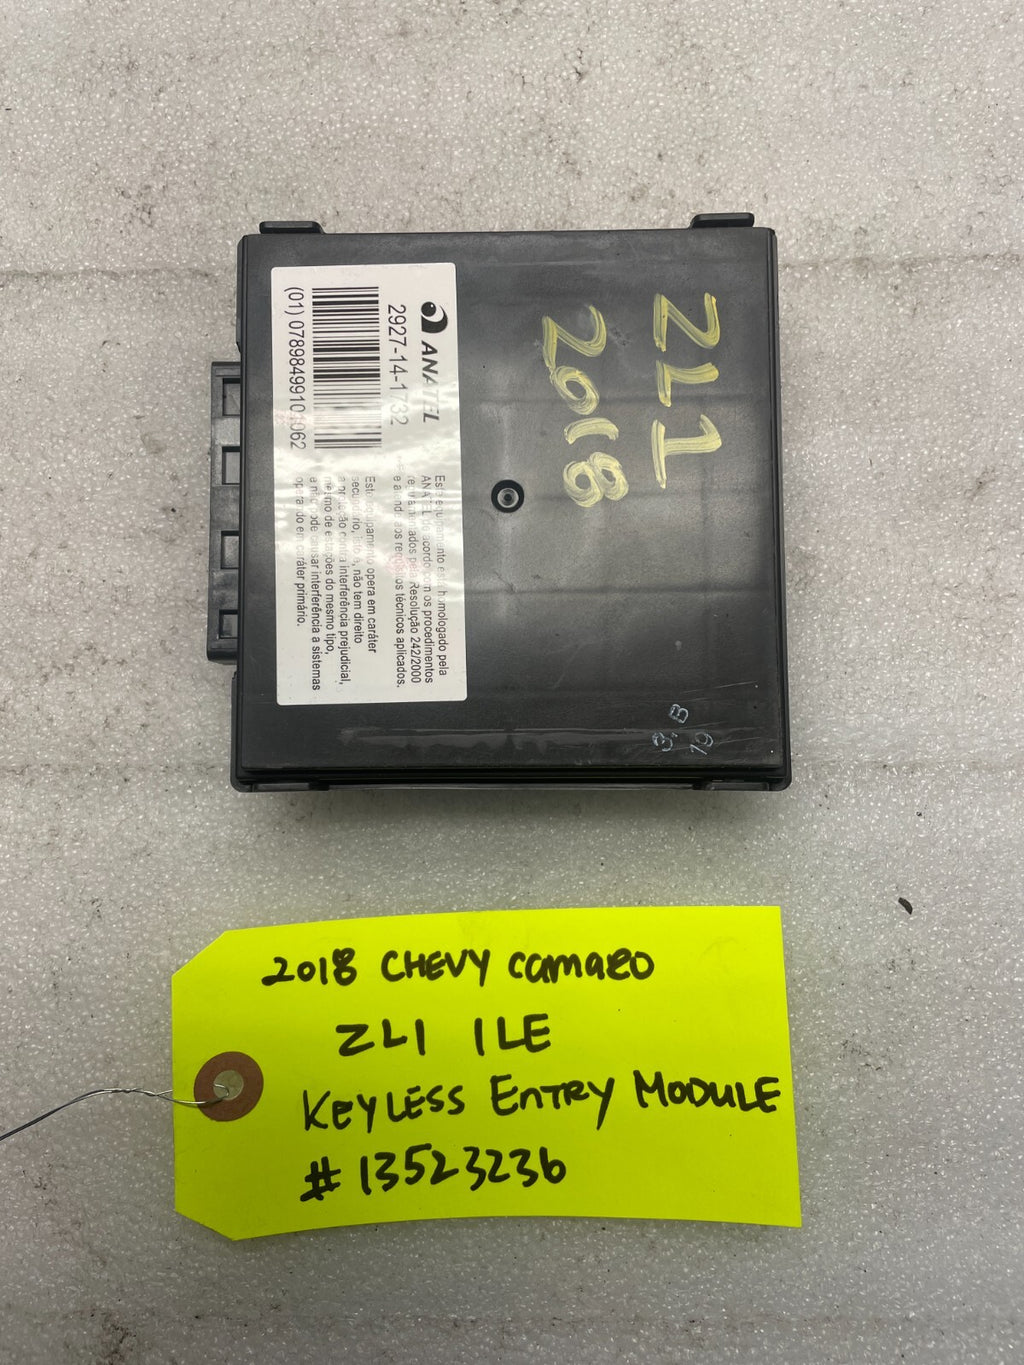 ZL1
2018
ANATEL
2927-14-1732
(01) 07898499104062
Este equipamento está homologado pela
ANATEL de acordo com os procedimentos
regulamentados pela Resolução 242/2000
e atende aos requisitos técnicos aplicados.
Este equipamento opera em caráter
secundário, isto é, não tem direito
a proteção contra interferência prejudicial,
mesmo de estações do mesmo tipo,
e não pode causar interferência a sistemas
operando em caráter primário.
3.B
19
2018 CHEVY camaro
ZL1 1LE
KEYLESS ENTRY MODULE
#13523236